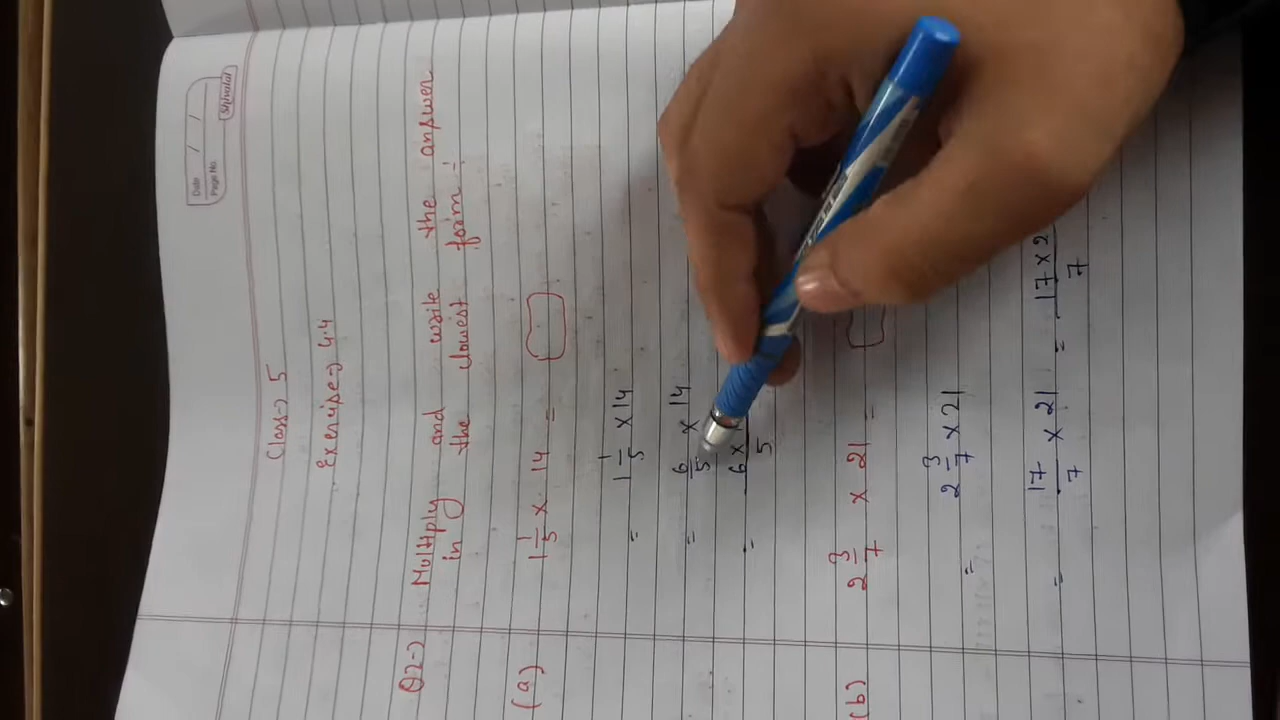 Shivalal
Date / /
Page No.
Class→ 5
Exercise→ 4.4
Q2→) Multiply and write the answer
in the lowest form :
(a) 1 1/5 × 14 =
= 1 1/5 × 14
= 6/5 × 14
= 6 ×
5
(b) 2 3/7 × 21 =
= 2 3/7 × 21
= 17/7 × 21 = 17 × 2
7